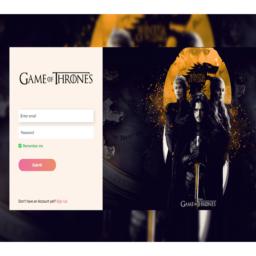 GAME OF THRONES
Enter email
Password
Remember me
Submit
Don't have an Account yet? Sign Up
GAME OF THRONES